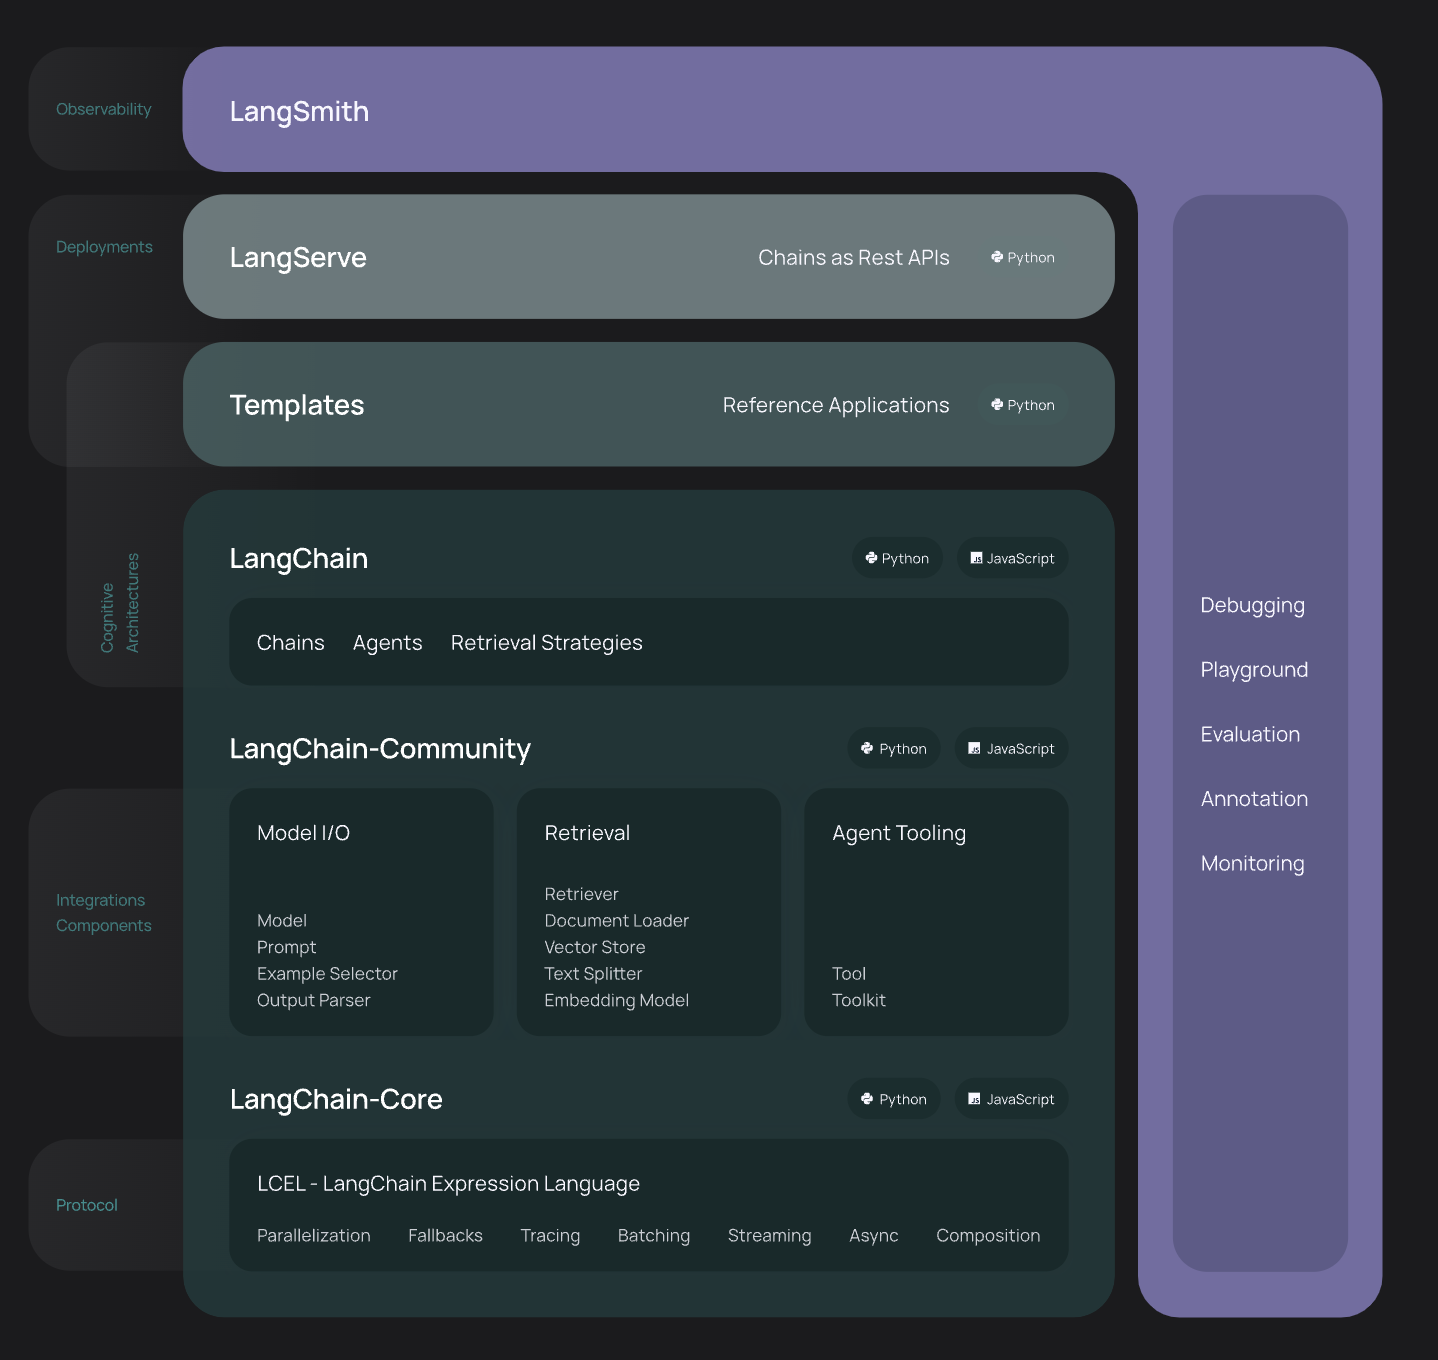 Observability
LangSmith
Deployments
LangServe
Chains as Rest APIs
Python
Templates
Reference Applications
Python
Cognitive
Architectures
LangChain
Python
JS
JavaScript
Chains
Agents
Retrieval Strategies
LangChain-Community
Python
JS
JavaScript
Integrations
Components
Model I/O
Model
Prompt
Example Selector
Output Parser
Retrieval
Retriever
Document Loader
Vector Store
Text Splitter
Embedding Model
Agent Tooling
Tool
Toolkit
LangChain-Core
Python
JS
JavaScript
Protocol
LCEL - LangChain Expression Language
Parallelization
Fallbacks
Tracing
Batching
Streaming
Async
Composition
Debugging
Playground
Evaluation
Annotation
Monitoring